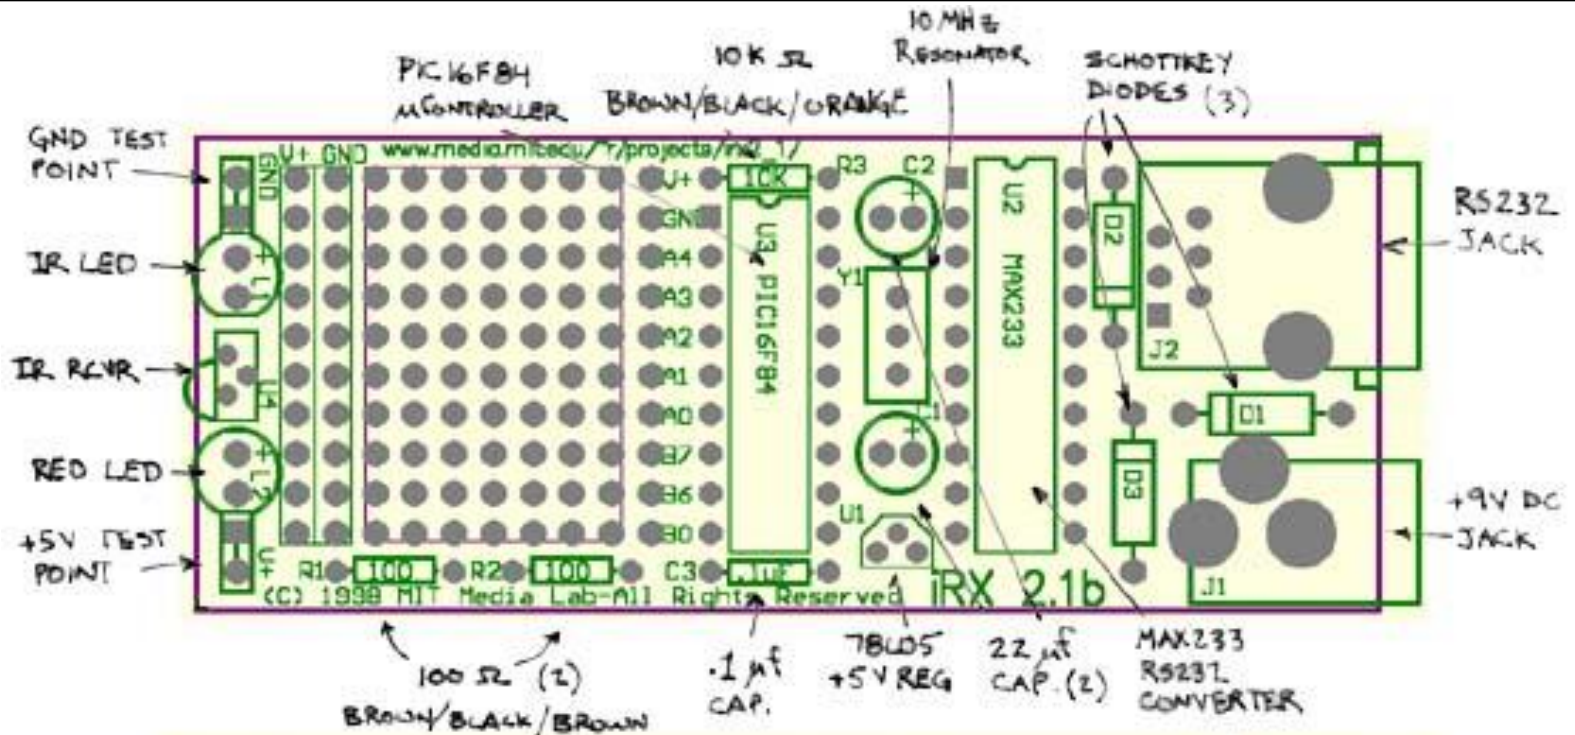 10 MHz
RESONATOR
10K Ω
BROWN/BLACK/ORANGE
PIC16F84
μCONTROLLER
SCHOTTKEY
DIODES (3)
GND TEST
POINT
IR LED
IR RCVR
RED LED
+5V TEST
POINT
RS232
JACK
+9V DC
JACK
V+ GND
GND
V+
GND
A4
A3
A2
A1
A0
B7
B6
B0
10K
R3
C2
+
U3 PIC16F84
Y1
C1
+
U1
U2 MAX233
D2
D1
D3
J2
J1
+ L1
U4
+ L2
V+
R1 100 R2 100 C3 .1uF
(C) 1998 MIT Media Lab-All Rights Reserved
iRX 2.1b
100 Ω (2)
BROWN/BLACK/BROWN
.1 μf
CAP.
78L05
+5V REG
22 μf
CAP. (2)
MAX233
RS232
CONVERTER